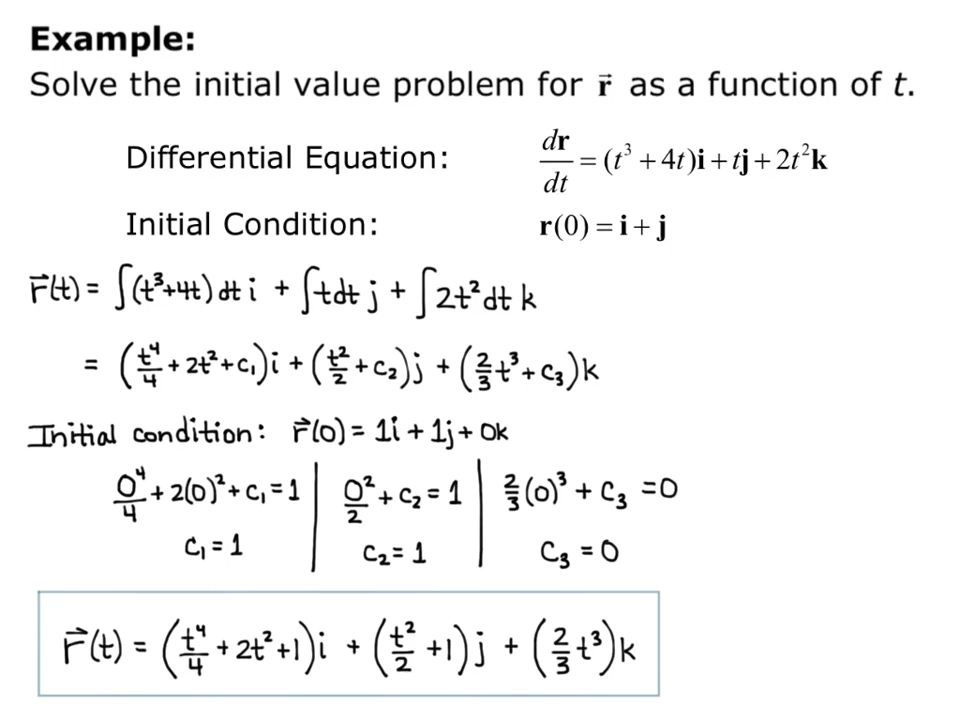 Example:
Solve the initial value problem for r⃗ as a function of t.
Differential Equation: dr/dt = (t³ + 4t)i + tj + 2t²k
Initial Condition: r(0) = i + j
r⃗(t) = ∫(t³+4t)dt i + ∫tdt j + ∫2t²dt k
= (t⁴/4 + 2t² + c₁)i + (t²/2 + c₂)j + (2/3 t³ + c₃)k
Initial condition: r⃗(0) = 1i + 1j + 0k
0⁴/4 + 2(0)² + c₁ = 1 | 0²/2 + c₂ = 1 | 2/3 (0)³ + c₃ = 0
c₁ = 1 | c₂ = 1 | c₃ = 0
r⃗(t) = (t⁴/4 + 2t² + 1)i + (t²/2 + 1)j + (2/3 t³)k